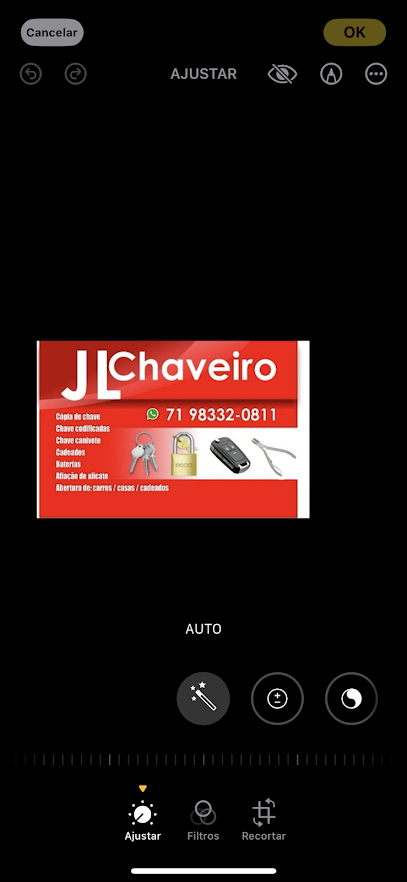 Cancelar
OK
AJUSTAR
JLChaveiro
71 98332-0811
Cópia de chave
Chave codificadas
Chave canivete
Cadeados
Baterias
Afiação de alicate
Abertura de: carros / casas / cadeados
AUTO
Ajustar
Filtros
Recortar